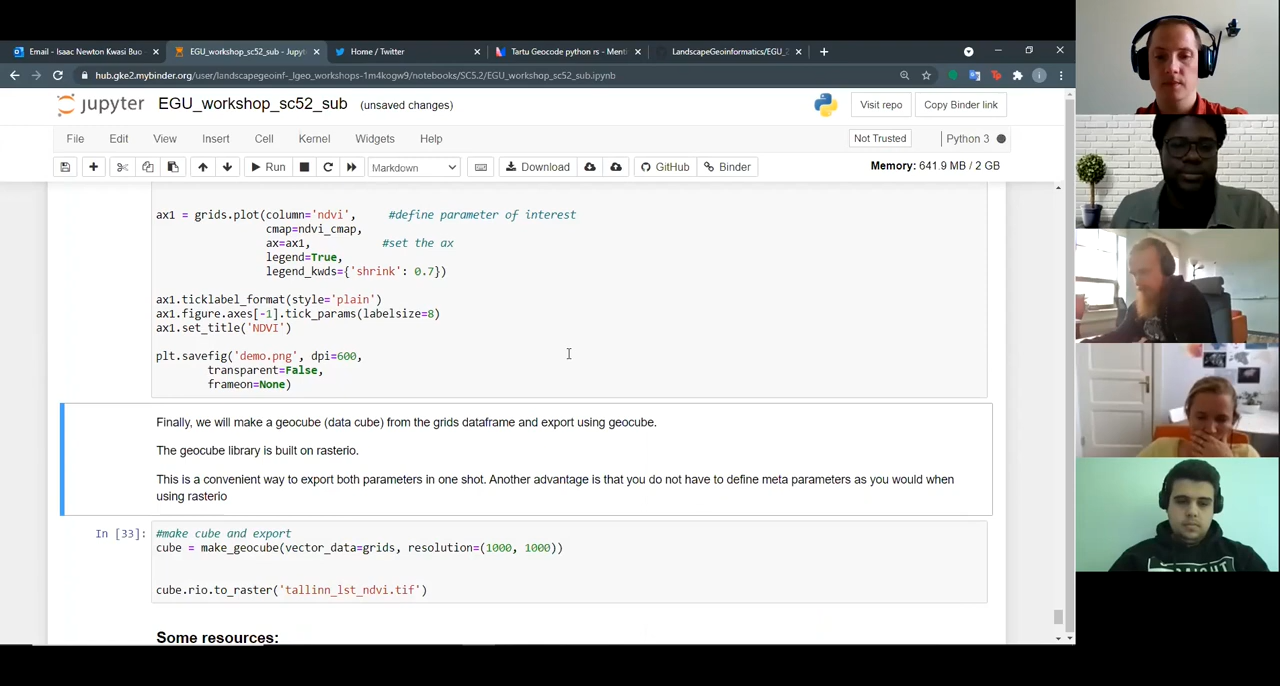 Email - Isaac Newton Kwasi Buo
EGU_workshop_sc52_sub - Jupyt
Home / Twitter
Tartu Geocode python rs - Menti
LandscapeGeoinformatics/EGU_2
hub.gke2.mybinder.org/user/landscapegeoinf-_lgeo_workshops-1m4kogw9/notebooks/SC5.2/EGU_workshop_sc52_sub.ipynb
jupyter EGU_workshop_sc52_sub (unsaved changes)
Visit repo Copy Binder link
File Edit View Insert Cell Kernel Widgets Help
Not Trusted Python 3
Run Markdown Download GitHub Binder
Memory: 641.9 MB / 2 GB
ax1 = grids.plot(column='ndvi', #define parameter of interest
cmap=ndvi_cmap,
ax=ax1, #set the ax
legend=True,
legend_kwds={'shrink': 0.7})
ax1.ticklabel_format(style='plain')
ax1.figure.axes[-1].tick_params(labelsize=8)
ax1.set_title('NDVI')
plt.savefig('demo.png', dpi=600,
transparent=False,
frameon=None)
Finally, we will make a geocube (data cube) from the grids dataframe and export using geocube.
The geocube library is built on rasterio.
This is a convenient way to export both parameters in one shot. Another advantage is that you do not have to define meta parameters as you would when
using rasterio
In [33]: #make cube and export
cube = make_geocube(vector_data=grids, resolution=(1000, 1000))
cube.rio.to_raster('tallinn_lst_ndvi.tif')
Some resources: